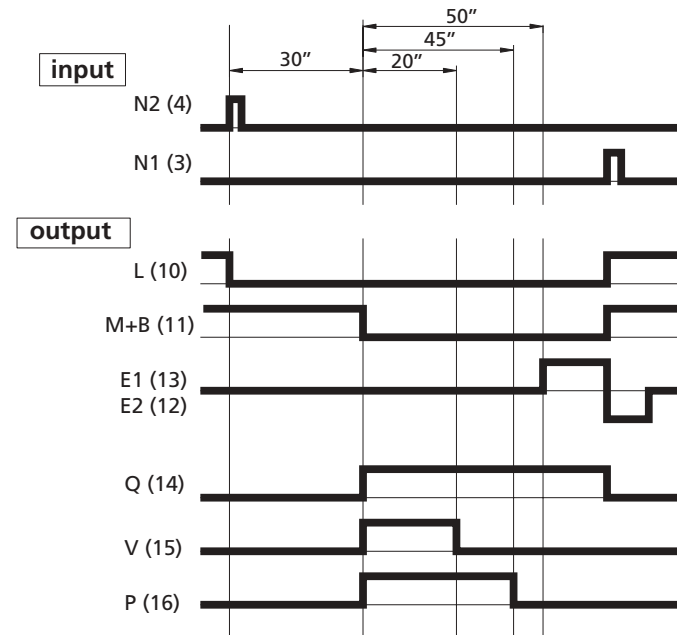 50”
45”
30”
20”
input
N2 (4)
N1 (3)
output
L (10)
M+B (11)
E1 (13)
E2 (12)
Q (14)
V (15)
P (16)